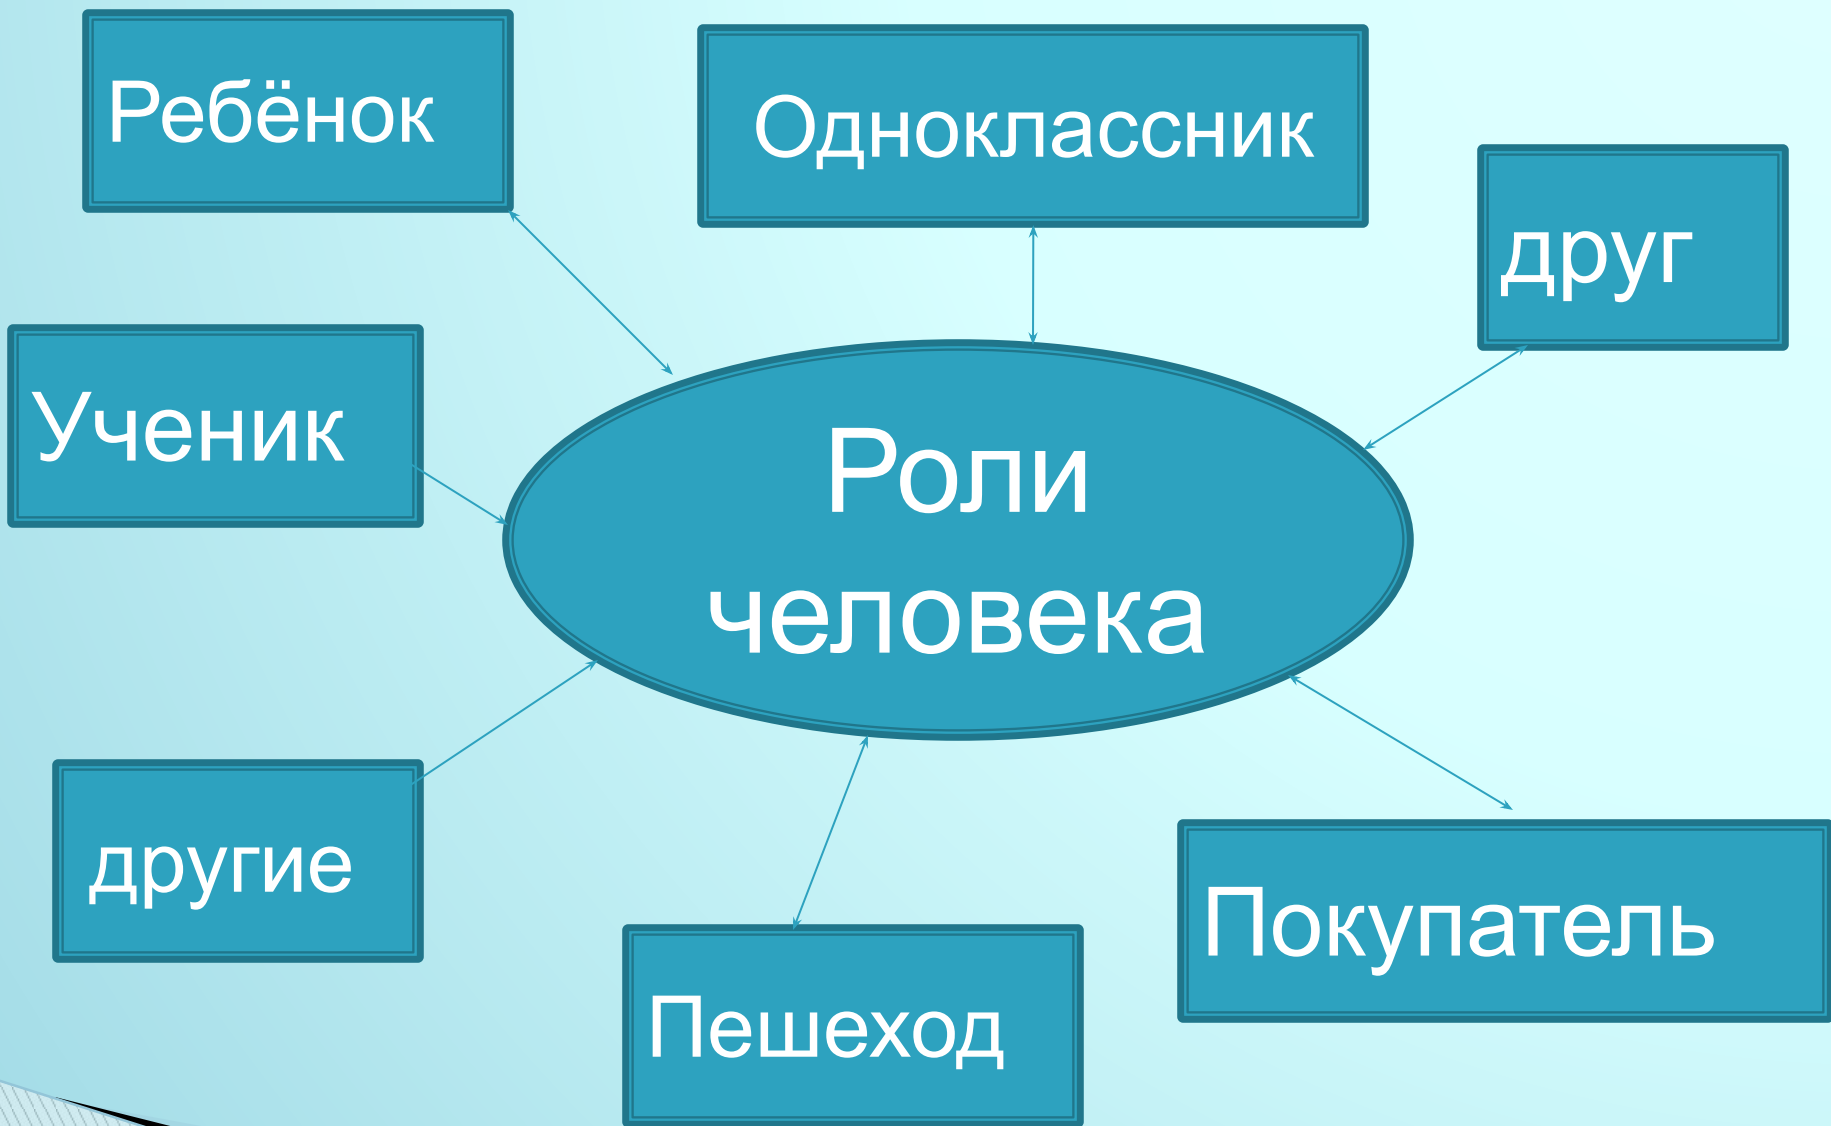 Ребёнок
Одноклассник
друг
Ученик
Роли
человека
другие
Пешеход
Покупатель